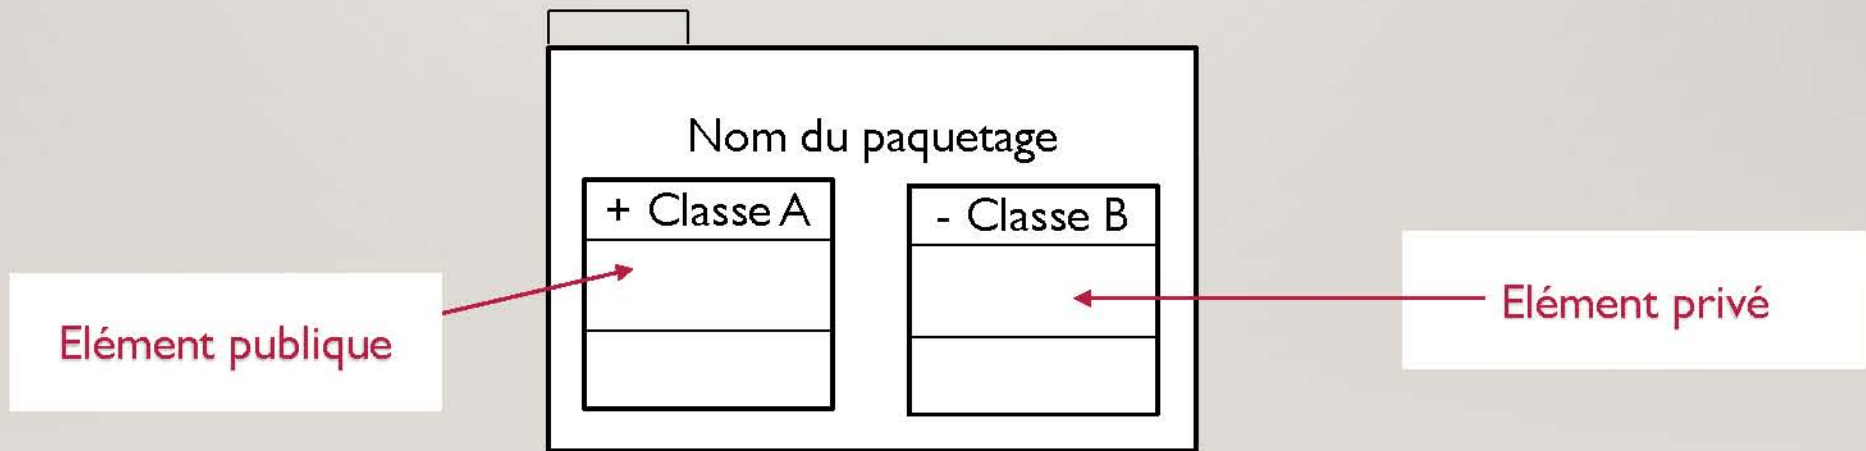 Nom du paquetage
+ Classe A
- Classe B
Elément publique
Elément privé